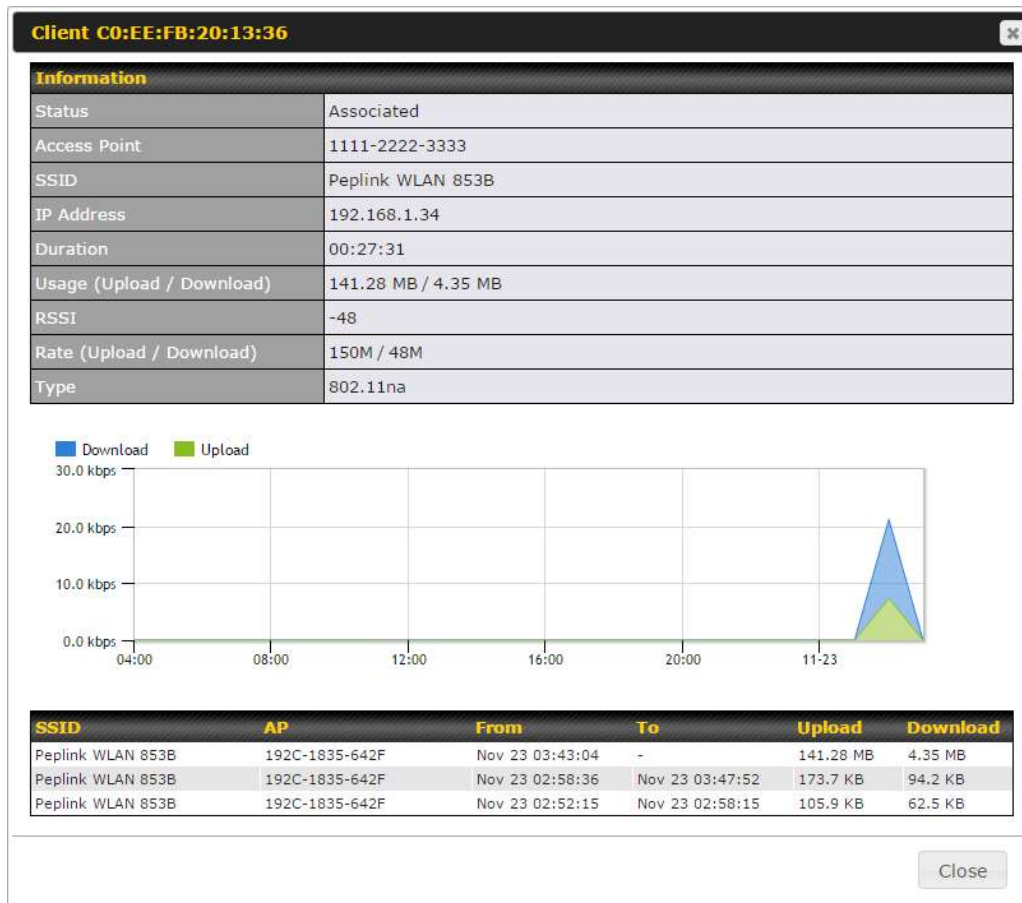 Client C0:EE:FB:20:13:36
Information
Status Associated
Access Point 1111-2222-3333
SSID Peplink WLAN 853B
IP Address 192.168.1.34
Duration 00:27:31
Usage (Upload / Download) 141.28 MB / 4.35 MB
RSSI -48
Rate (Upload / Download) 150M / 48M
Type 802.11na
Download Upload
30.0 kbps
20.0 kbps
10.0 kbps
0.0 kbps
04:00 08:00 12:00 16:00 20:00 11-23
SSID AP From To Upload Download
Peplink WLAN 853B 192C-1835-642F Nov 23 03:43:04 - 141.28 MB 4.35 MB
Peplink WLAN 853B 192C-1835-642F Nov 23 02:58:36 Nov 23 03:47:52 173.7 KB 94.2 KB
Peplink WLAN 853B 192C-1835-642F Nov 23 02:52:15 Nov 23 02:58:15 105.9 KB 62.5 KB
Close